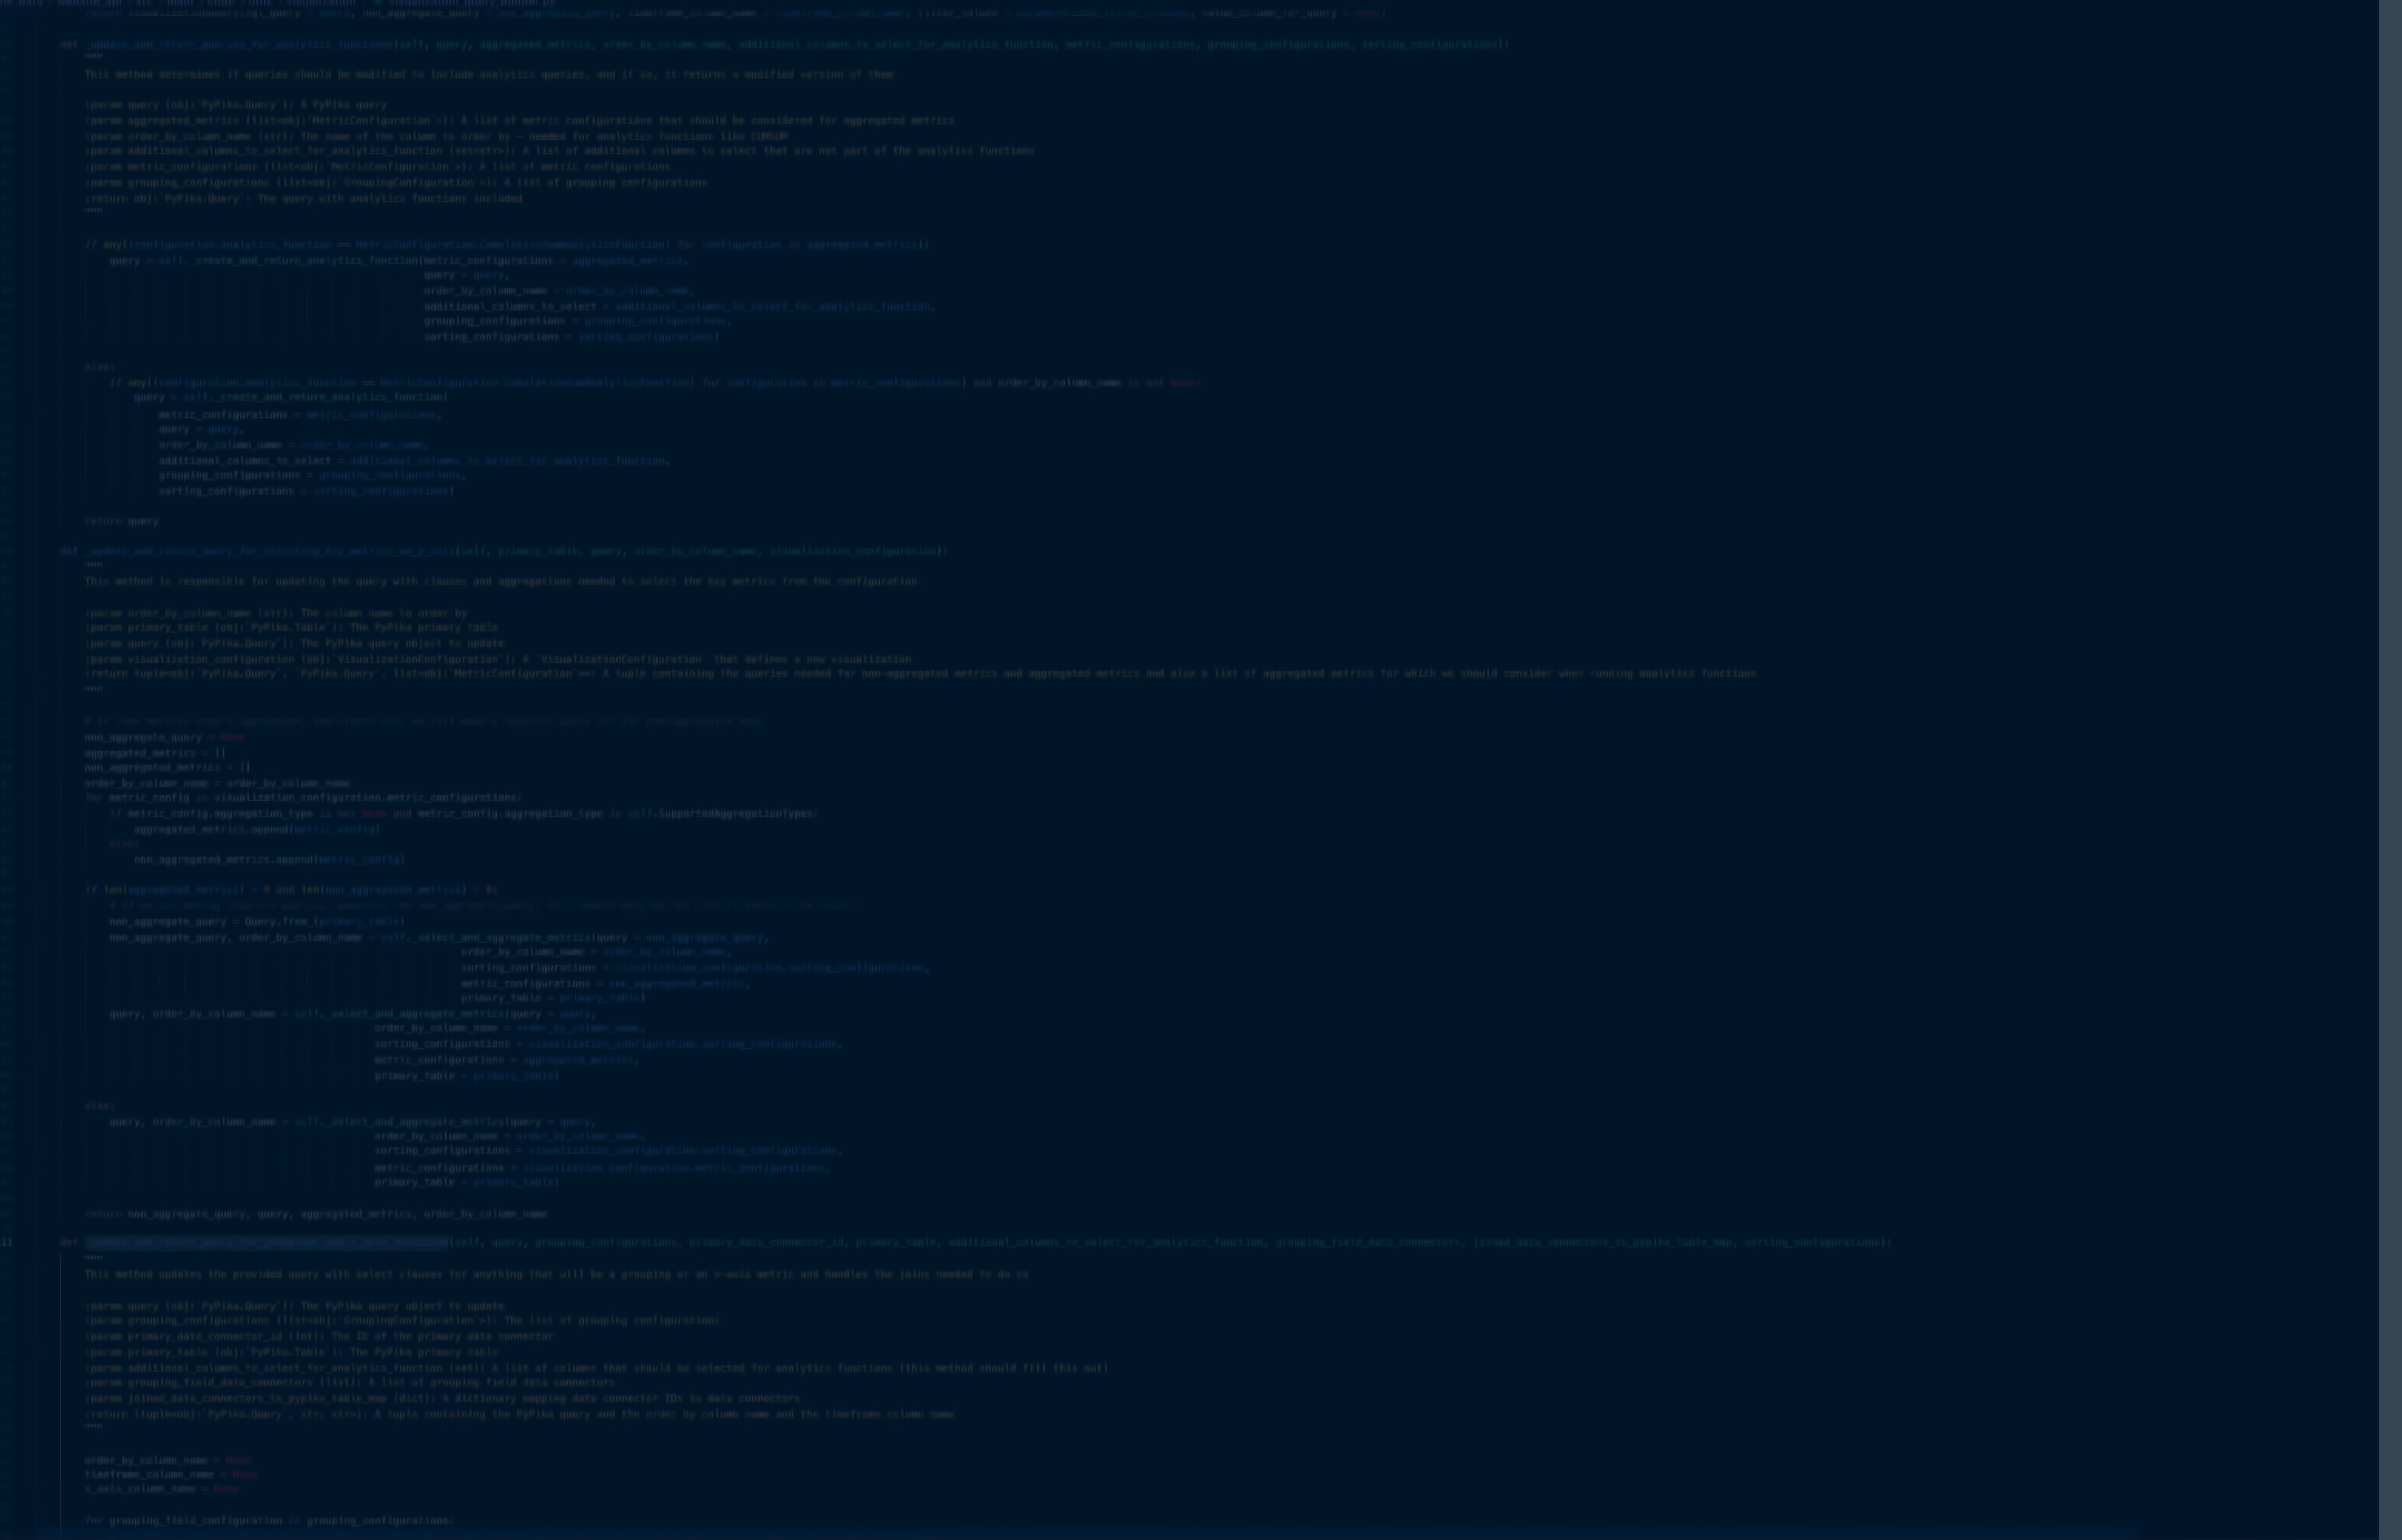 def _update_and_return_queries_for_analytics_functions(self, query, aggregated_metrics, order_by_column_name, additional_columns_to_select_for_analytics_function, metric_configurations, grouping_configurations, sorting_configurations):
"""
This method determines if queries should be modified to include analytics queries, and if so, it returns a modified version of them
:param query (obj:`PyPika.Query`): A PyPika query
:param aggregated_metrics (list<obj:`MetricConfiguration`>): A list of metric configurations that should be considered for aggregated metrics
:param order_by_column_name (str): The name of the column to order by – needed for analytics functions like CUMSUM
:param additional_columns_to_select_for_analytics_function (set<str>): A list of additional columns to select that are not part of the analytics functions
:param metric_configurations (list<obj:`MetricConfiguration`>): A list of metric configurations
:param grouping_configurations (list<obj:`GroupingConfiguration`>): A list of grouping configurations
:return obj:`PyPika.Query`: The query with analytics functions included
"""
if any((configuration.analytics_function == MetricConfiguration.CumulativeSumAnalyticsFunction) for configuration in aggregated_metrics):
query = self._create_and_return_analytics_function(metric_configurations = aggregated_metrics,
query = query,
order_by_column_name = order_by_column_name,
additional_columns_to_select = additional_columns_to_select_for_analytics_function,
grouping_configurations = grouping_configurations,
sorting_configurations = sorting_configurations)
else:
if any((configuration.analytics_function == MetricConfiguration.CumulativeSumAnalyticsFunction) for configuration in metric_configurations) and order_by_column_name is not None:
query = self._create_and_return_analytics_function(
metric_configurations = metric_configurations,
query = query,
order_by_column_name = order_by_column_name,
additional_columns_to_select = additional_columns_to_select_for_analytics_function,
grouping_configurations = grouping_configurations,
sorting_configurations = sorting_configurations)
return query
def _update_and_return_query_for_selecting_key_metrics_on_y_axis(self, primary_table, query, order_by_column_name, visualization_configuration):
"""
This method is responsible for updating the query with clauses and aggregations needed to select the key metrics from the configuration
:param order_by_column_name (str): The column name to order by
:param primary_table (obj:`PyPika.Table`): The PyPika primary table
:param query (obj:`PyPika.Query`): The PyPika query object to update
:param visualization_configuration (obj:`VisualizationConfiguration`): A `VisualizationConfiguration` that defines a new visualization
:return tuple<obj:`PyPika.Query`, `PyPika.Query`, list<obj:`MetricConfiguration`>>: A tuple containing the queries needed for non-aggregated metrics and aggregated metrics and also a list of aggregated metrics for which we should consider when running analytics functions
"""
non_aggregate_query = None
aggregated_metrics = []
non_aggregated_metrics = []
order_by_column_name = order_by_column_name
for metric_config in visualization_configuration.metric_configurations:
if metric_config.aggregation_type is not None and metric_config.aggregation_type in self.SupportedAggregationTypes:
aggregated_metrics.append(metric_config)
else:
non_aggregated_metrics.append(metric_config)
if len(aggregated_metrics) > 0 and len(non_aggregated_metrics) > 0:
non_aggregate_query = Query.from_(primary_table)
non_aggregate_query, order_by_column_name = self._select_and_aggregate_metrics(query = non_aggregate_query,
order_by_column_name = order_by_column_name,
sorting_configurations = visualization_configuration.sorting_configurations,
metric_configurations = non_aggregated_metrics,
primary_table = primary_table)
query, order_by_column_name = self._select_and_aggregate_metrics(query = query,
order_by_column_name = order_by_column_name,
sorting_configurations = visualization_configuration.sorting_configurations,
metric_configurations = aggregated_metrics,
primary_table = primary_table)
else:
query, order_by_column_name = self._select_and_aggregate_metrics(query = query,
order_by_column_name = order_by_column_name,
sorting_configurations = visualization_configuration.sorting_configurations,
metric_configurations = visualization_configuration.metric_configurations,
primary_table = primary_table)
return non_aggregate_query, query, aggregated_metrics, order_by_column_name
def (self, query, grouping_configurations, primary_data_connector_id, primary_table, additional_columns_to_select_for_analytics_function, grouping_field_data_connectors, joined_data_connectors_to_pypika_table_map, sorting_configurations):
"""
This method updates the provided query with select clauses for anything that will be a grouping or an x-axis metric and handles the joins needed to do so
:param query (obj:`PyPika.Query`): The PyPika query object to update
:param grouping_configurations (list<obj:`GroupingConfiguration`>): The list of grouping configurations
:param primary_data_connector_id (int): The ID of the primary data connector
:param primary_table (obj:`PyPika.Table`): The PyPika primary table
:param additional_columns_to_select_for_analytics_function (set): A list of columns that should be selected for analytics functions (this method should fill this out)
:param grouping_field_data_connectors (list): A list of grouping field data connectors
:param joined_data_connectors_to_pypika_table_map (dict): A dictionary mapping data connector IDs to data connectors
:return (tuple<obj:`PyPika.Query`, str, str>): A tuple containing the PyPika query and the order by column name and the timeframe column name
"""
order_by_column_name = None
timeframe_column_name = None
x_axis_column_name = None
for grouping_field_configuration in grouping_configurations: